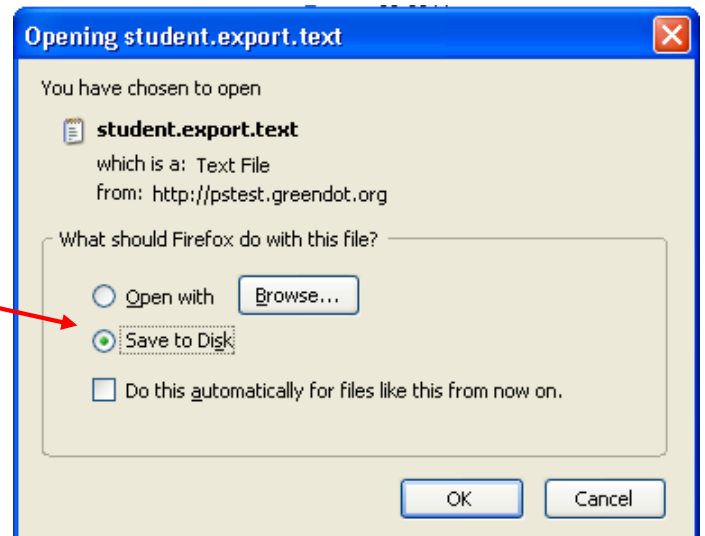 Opening student.export.text
You have chosen to open
student.export.text
which is a: Text File
from: http://pstest.greendot.org
What should Firefox do with this file?
Open with Browse...
Save to Disk
Do this automatically for files like this from now on.
OK Cancel